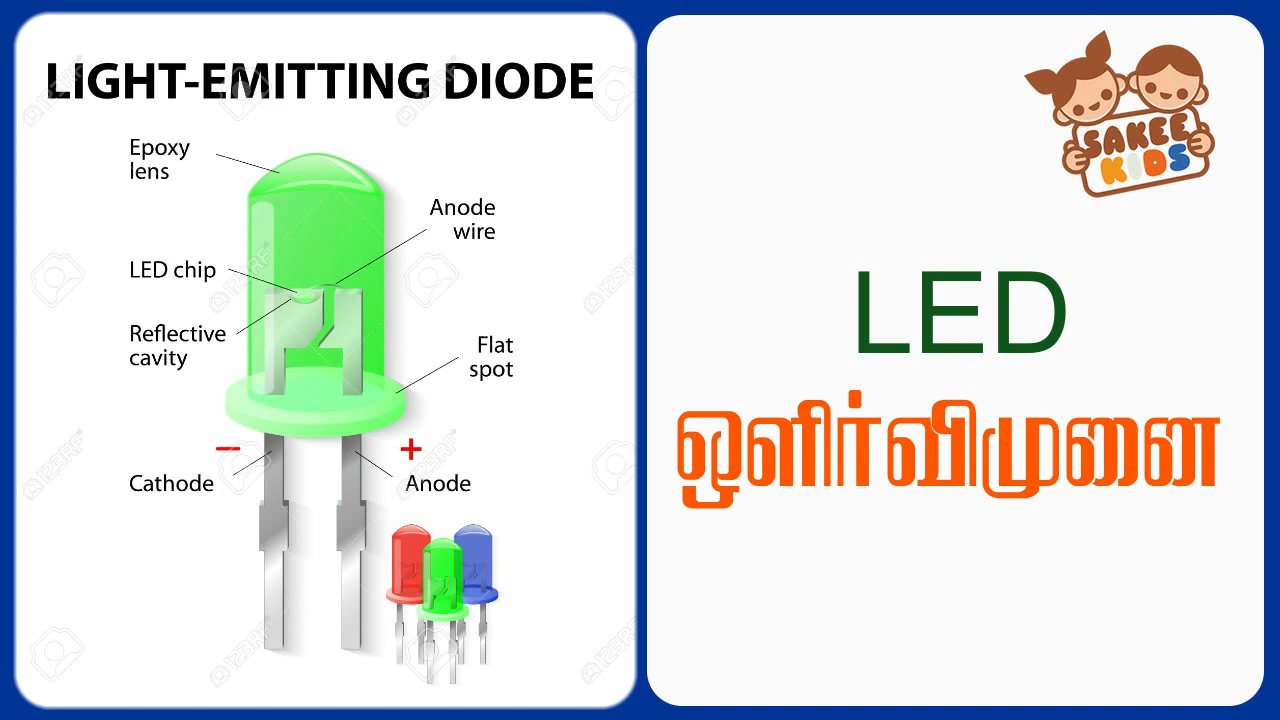 LIGHT-EMITTING DIODE
Epoxy
lens
Anode
wire
LED chip
Reflective
cavity
Flat
spot
−
+
Cathode
Anode
SAKEE
KIDS
LED
ஒளிர்விமுனை